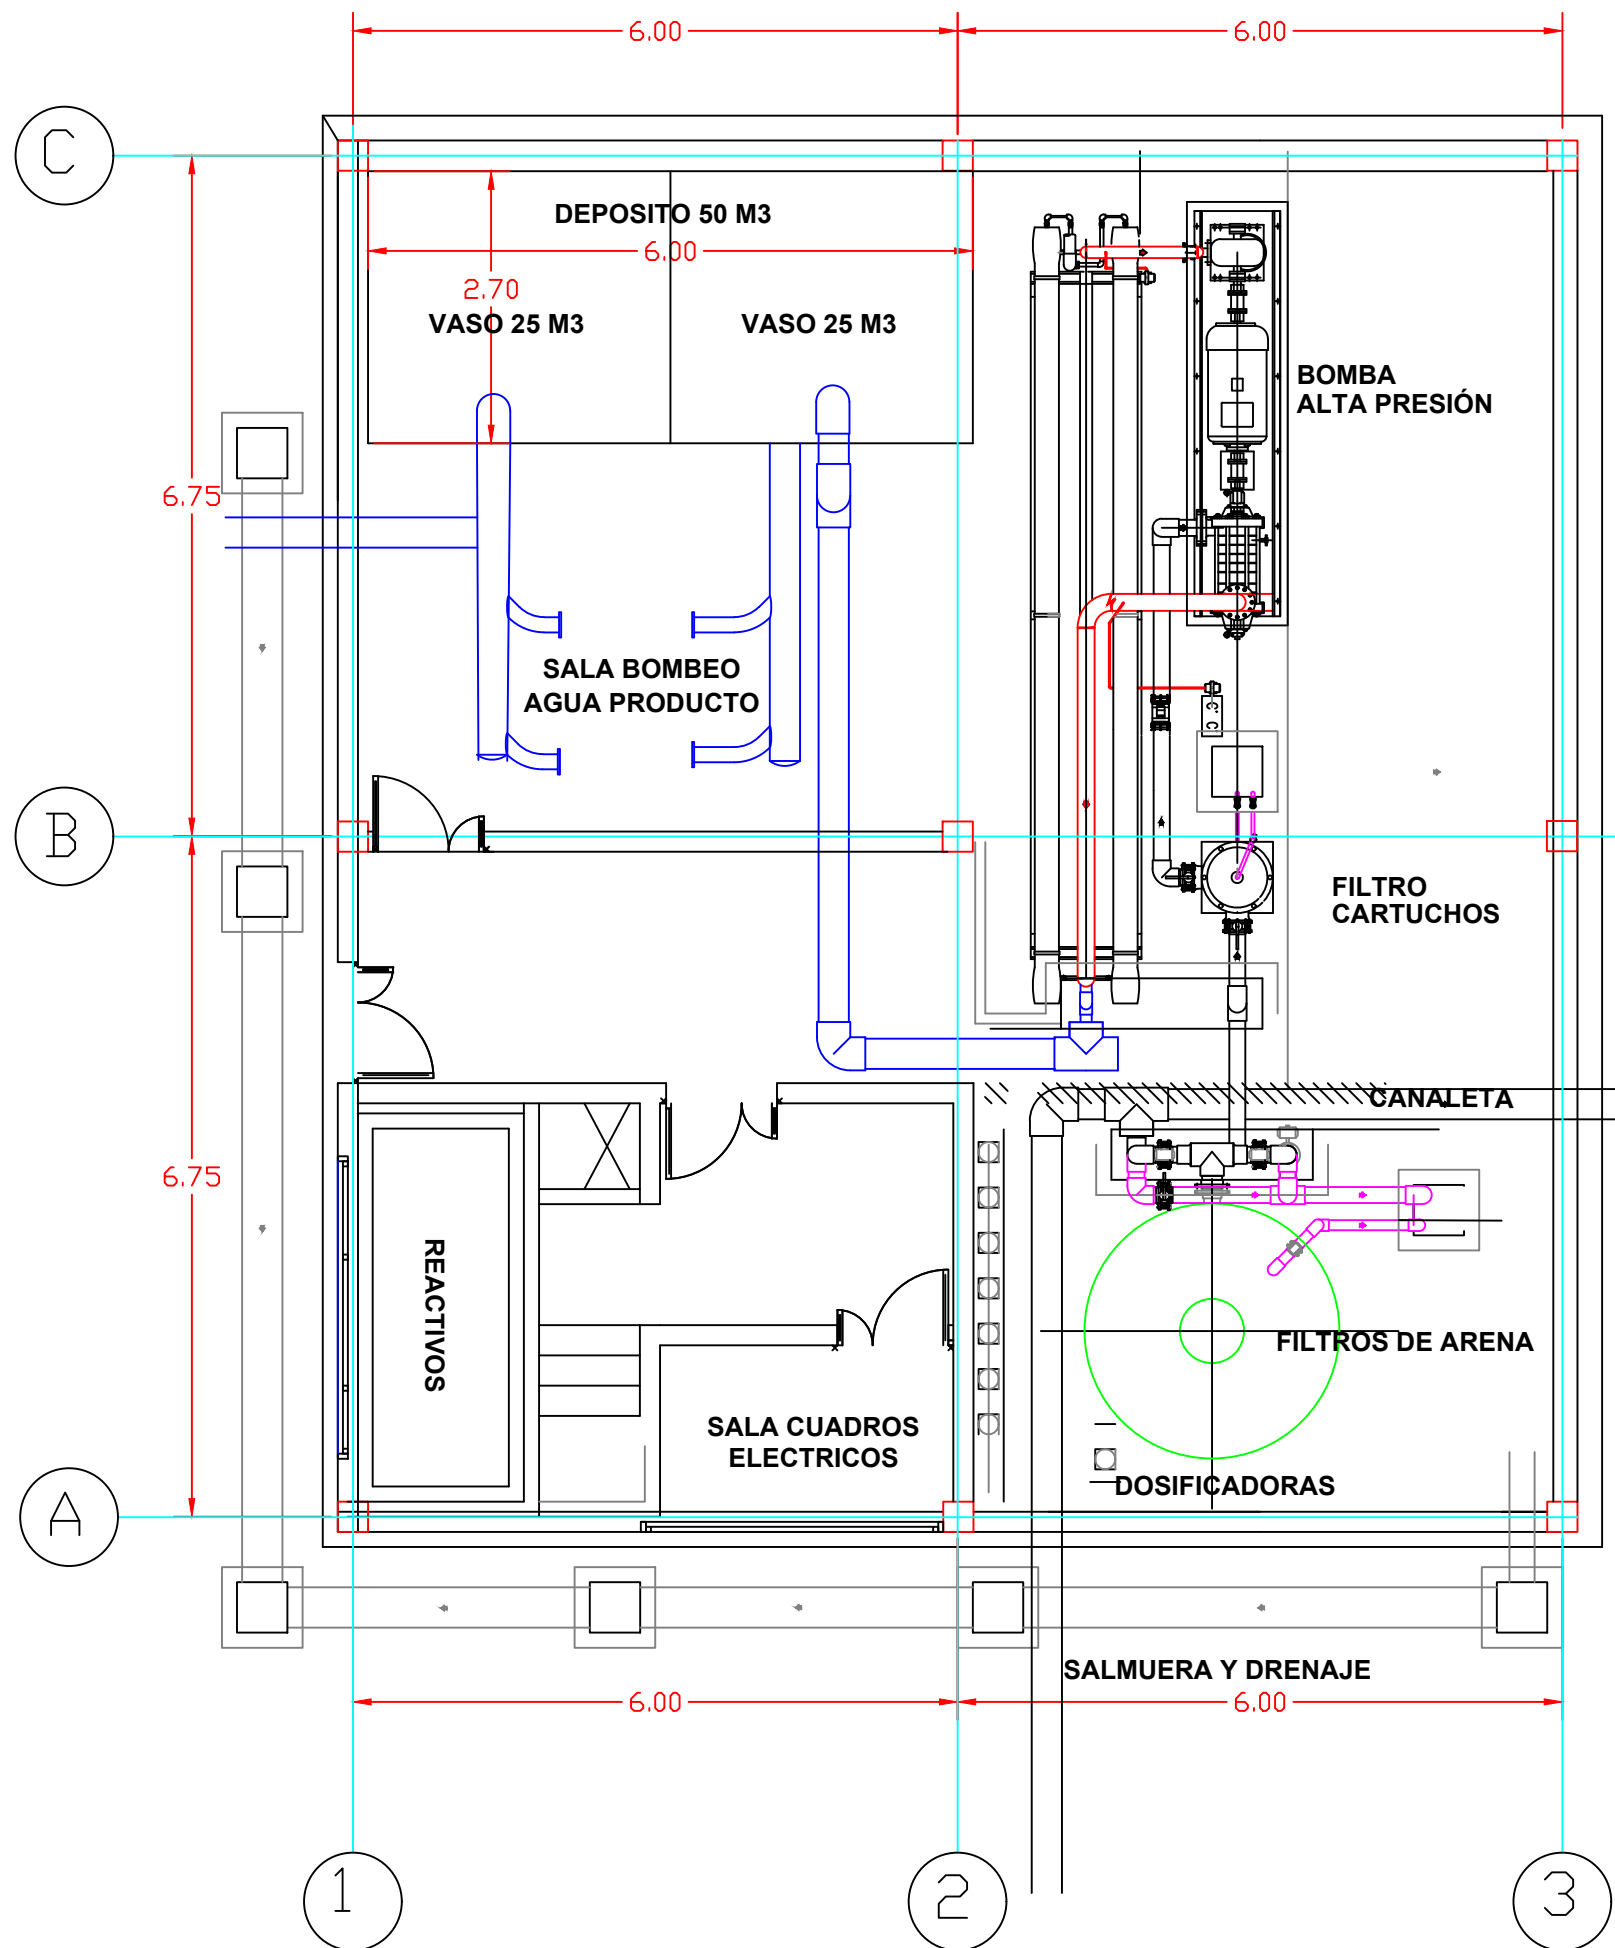 6.00
6.00
C
DEPOSITO 50 M3
6.00
2.70
VASO 25 M3
VASO 25 M3
BOMBA
ALTA PRESIÓN
6.75
SALA BOMBEO
AGUA PRODUCTO
B
FILTRO
CARTUCHOS
CANALETA
6.75
REACTIVOS
FILTROS DE ARENA
SALA CUADROS
ELECTRICOS
DOSIFICADORAS
A
SALMUERA Y DRENAJE
6.00
6.00
1
2
3